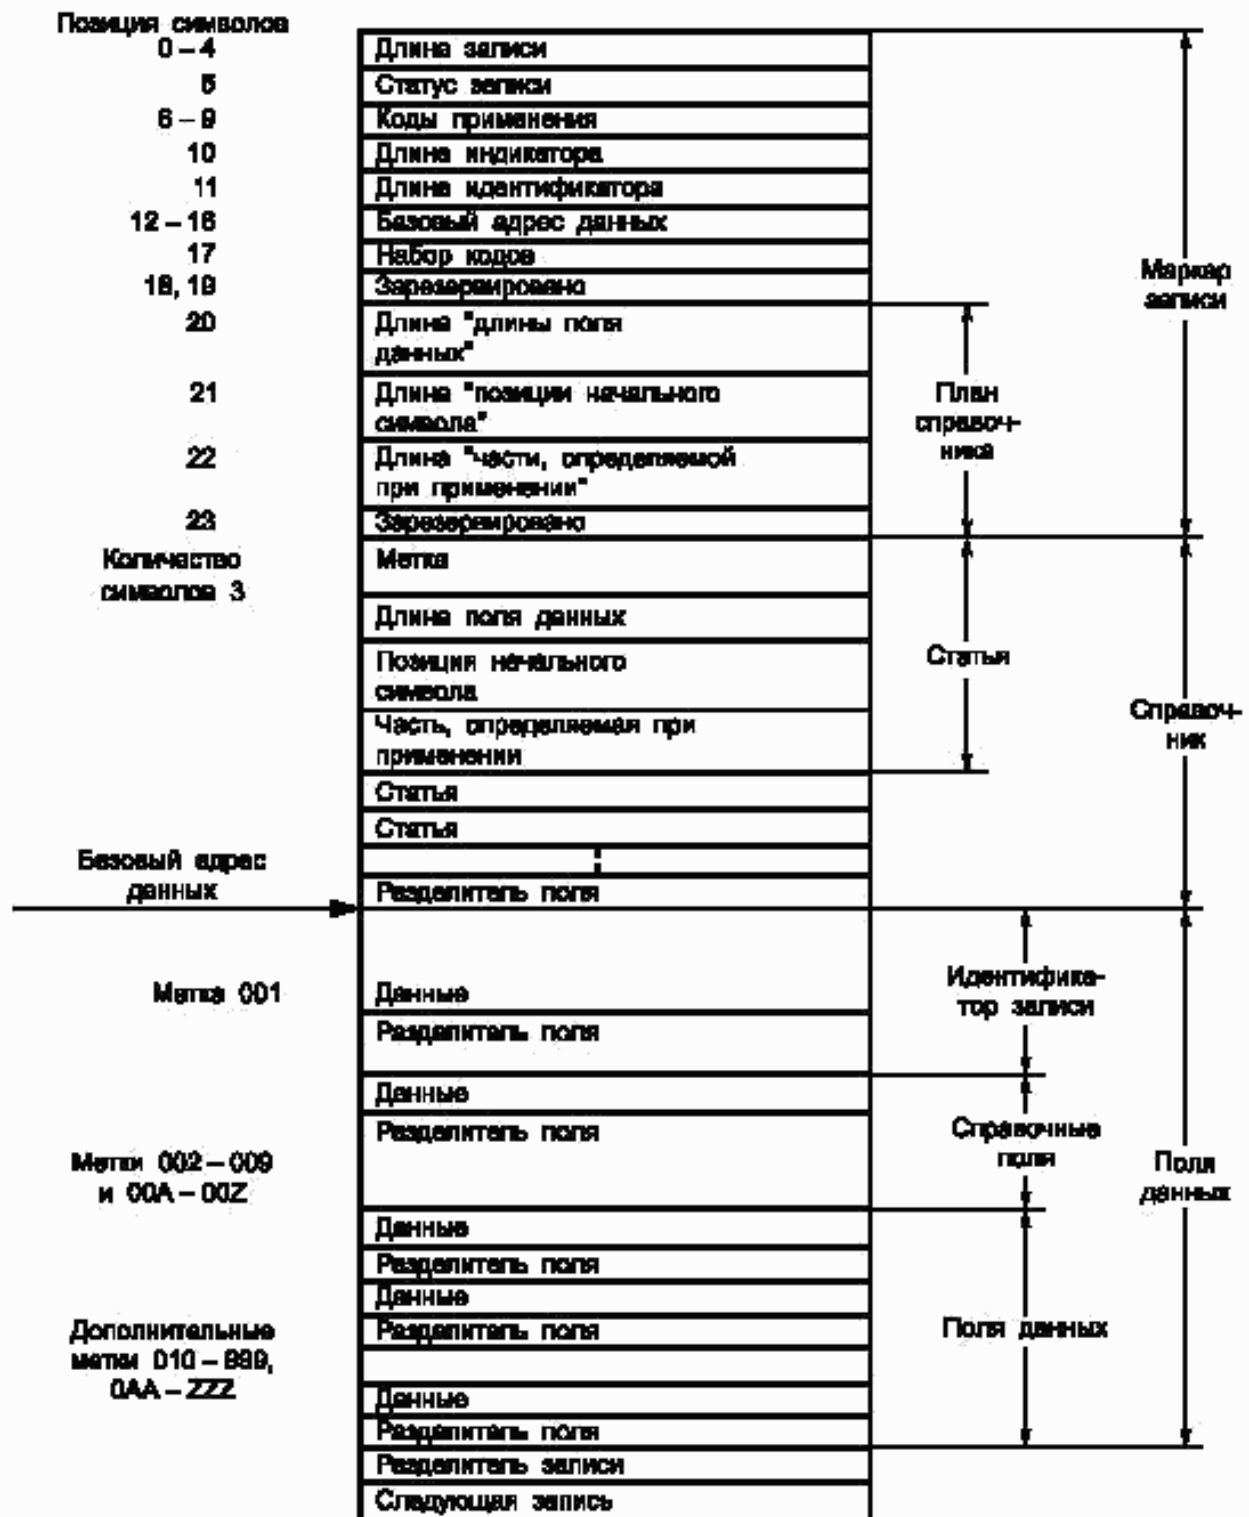 Позиция символов
0 – 4 Длина записи
5 Статус записи
6 – 9 Коды применения
10 Длина индикатора
11 Длина идентификатора
12 – 16 Базовый адрес данных
17 Набор кодов
18, 19 Зарезервировано
Маркер
записи
20 Длина "длины поля
данных"
21 Длина "позиции начального
символа"
План
справоч-
ника
22 Длина "части, определяемой
при применении"
23 Зарезервировано
Количество
символов 3
Метка
Длина поля данных
Позиция начального
символа
Статья
Часть, определяемая при
применении
Справоч-
ник
Статья
Статья
Базовый адрес
данных
Разделитель поля
Метка 001 Данные
Разделитель поля
Идентифика-
тор записи
Данные
Разделитель поля
Справочные
поля
Метки 002 – 009
и 00A – 00Z
Поля
данных
Данные
Разделитель поля
Данные
Разделитель поля
Дополнительные
метки 010 – 999,
0AA – ZZZ
Поля данных
Данные
Разделитель поля
Разделитель записи
Следующая запись